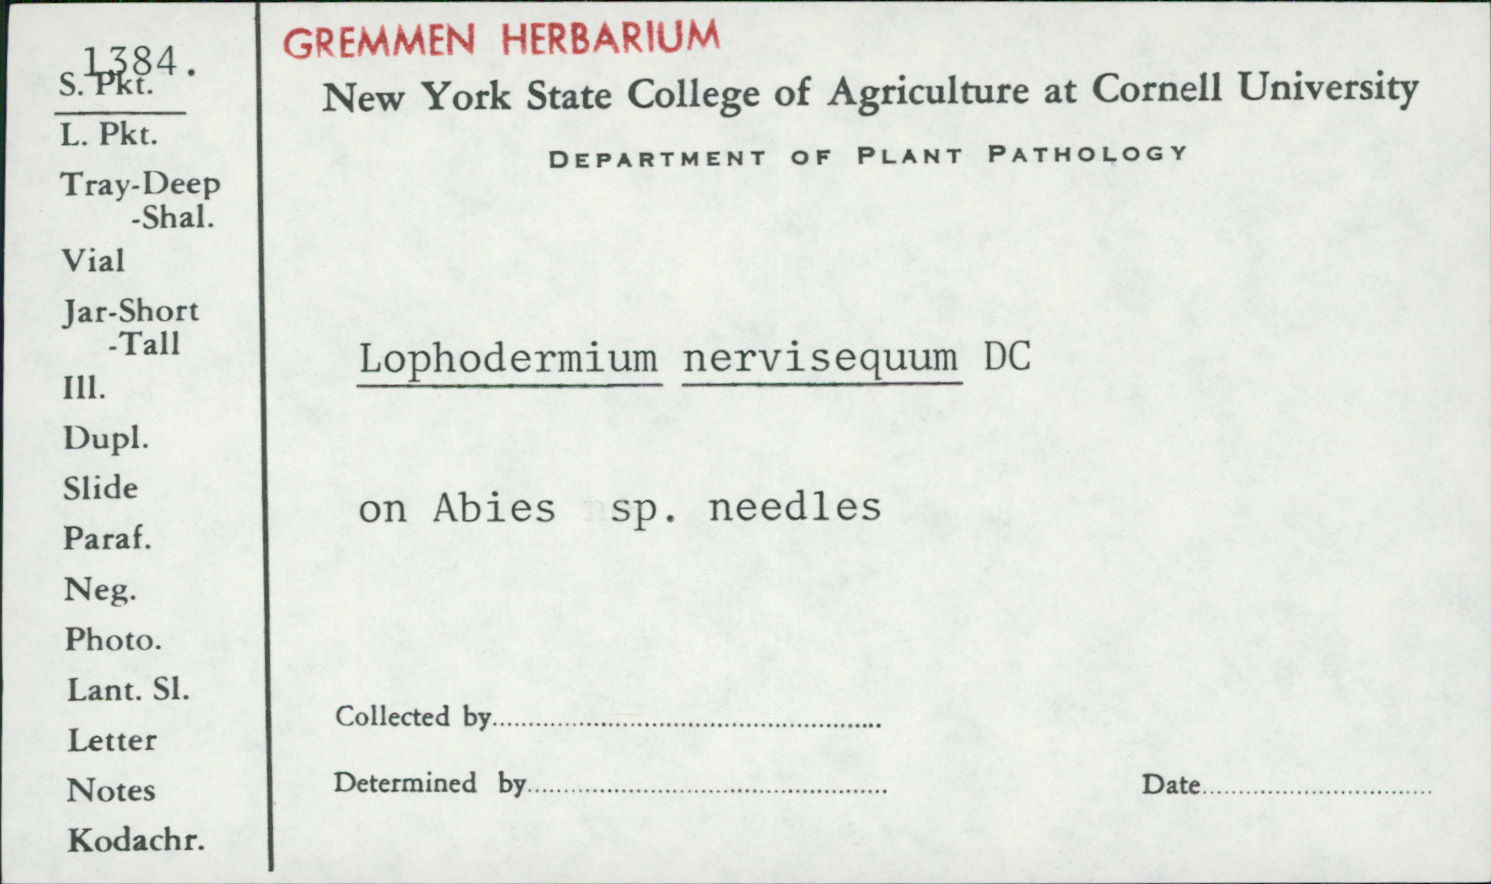 1384.
S. Pkt.
L. Pkt.
Tray-Deep
-Shal.
Vial
Jar-Short
-Tall
Ill.
Dupl.
Slide
Paraf.
Neg.
Photo.
Lant. Sl.
Letter
Notes
Kodachr.
GREMMEN HERBARIUM
New York State College of Agriculture at Cornell University
DEPARTMENT OF PLANT PATHOLOGY
Lophodermium nervisequum DC
on Abies sp. needles
Collected by
Determined by
Date